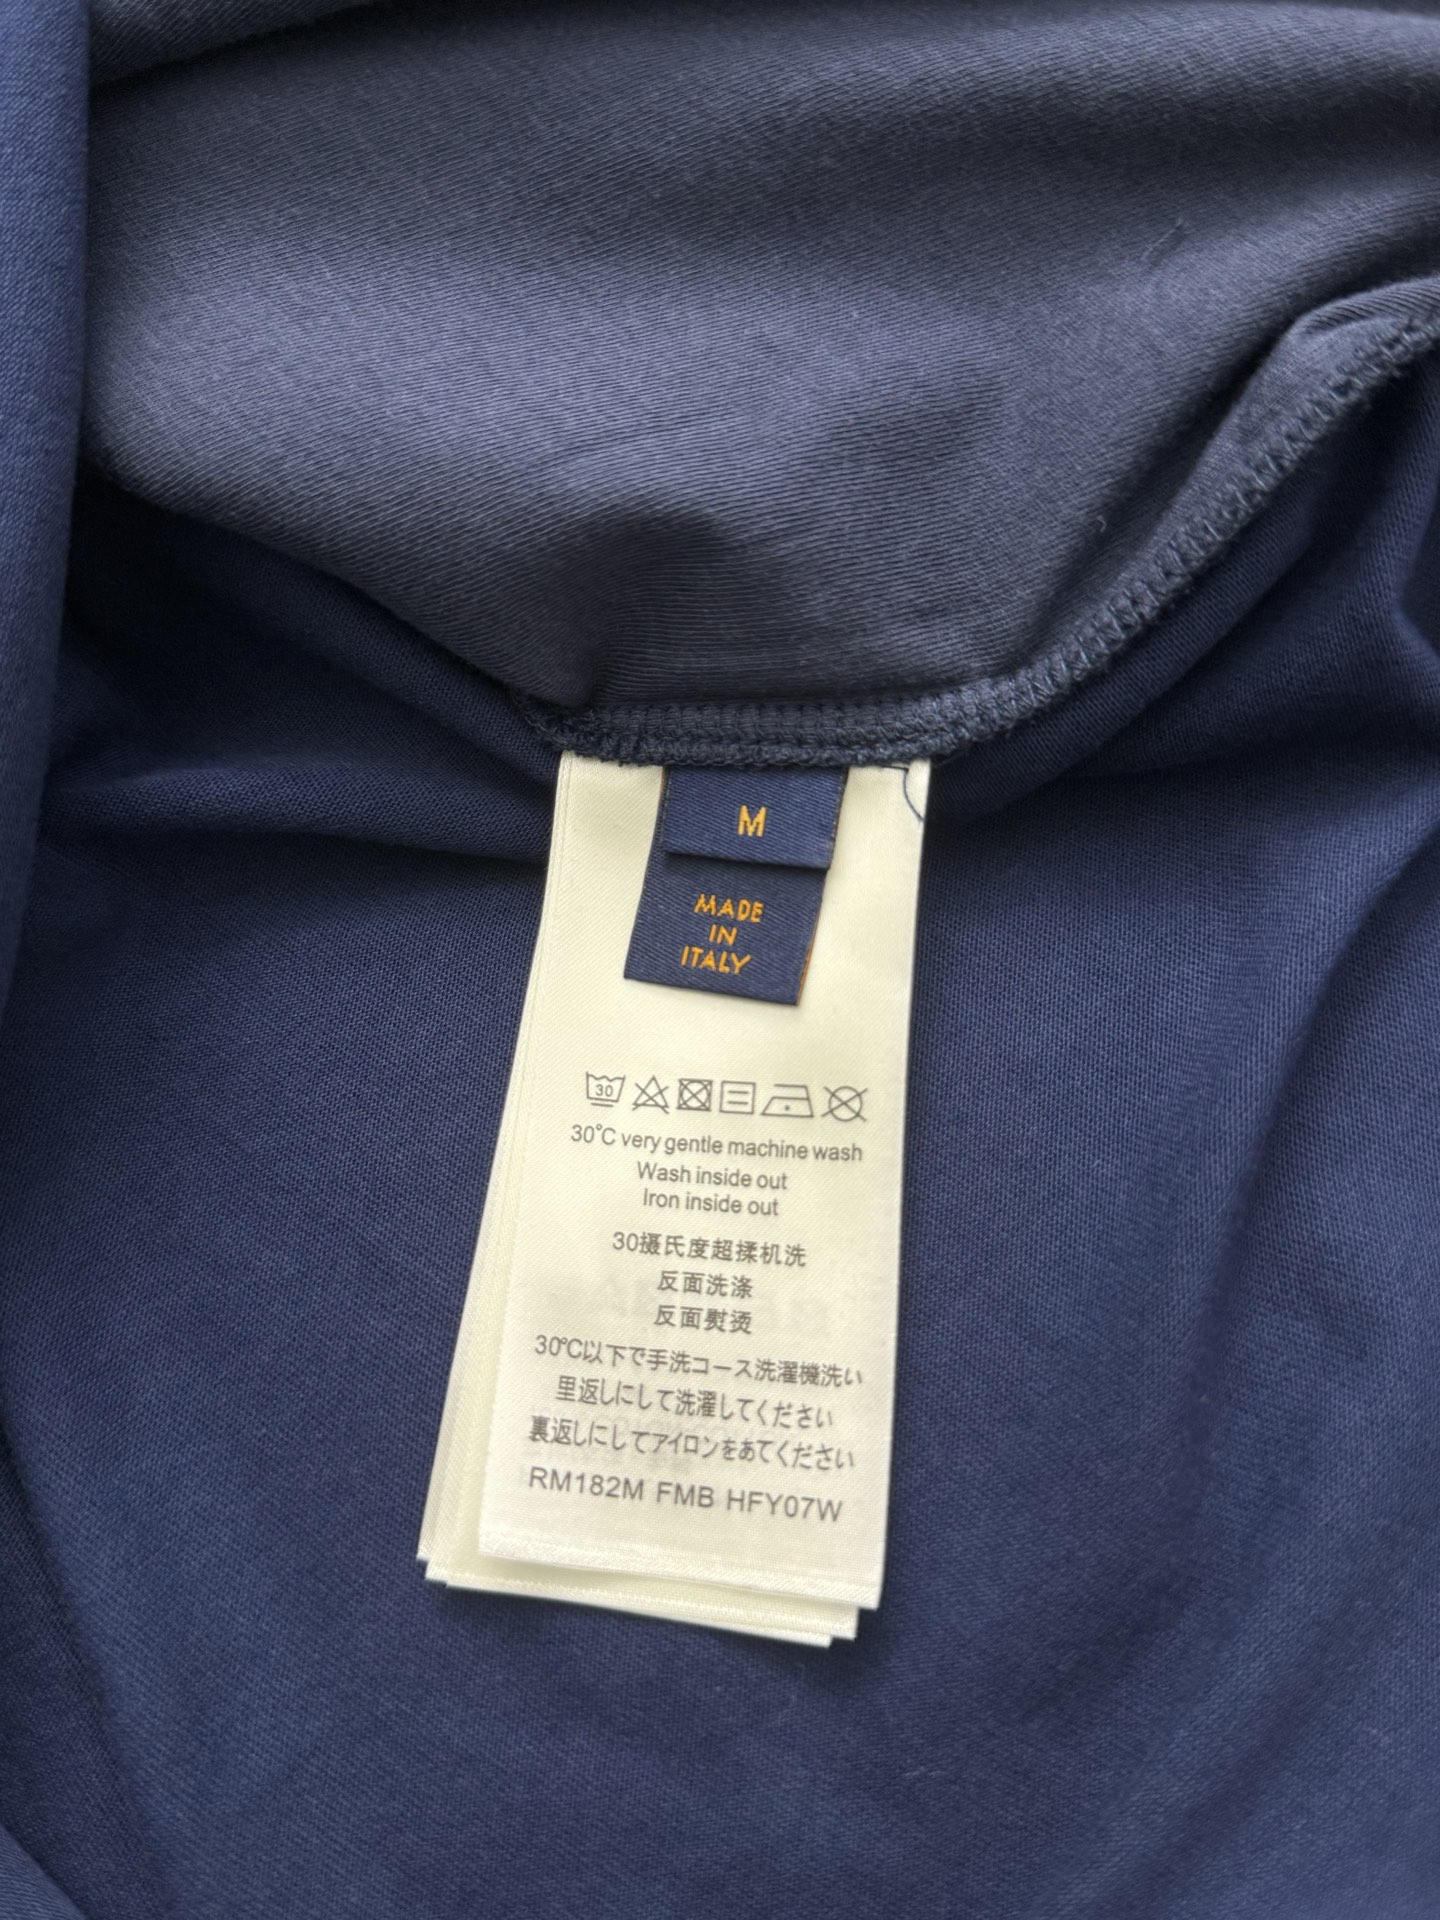 M
MADE
IN
ITALY
30
30°C very gentle machine wash
Wash inside out
Iron inside out
30摄氏度超揉机洗
反面洗涤
反面熨烫
30℃以下で手洗コース洗濯機洗い
里返しにして洗濯してください
裏返しにしてアイロンをあてください
RM182M FMB HFY07W